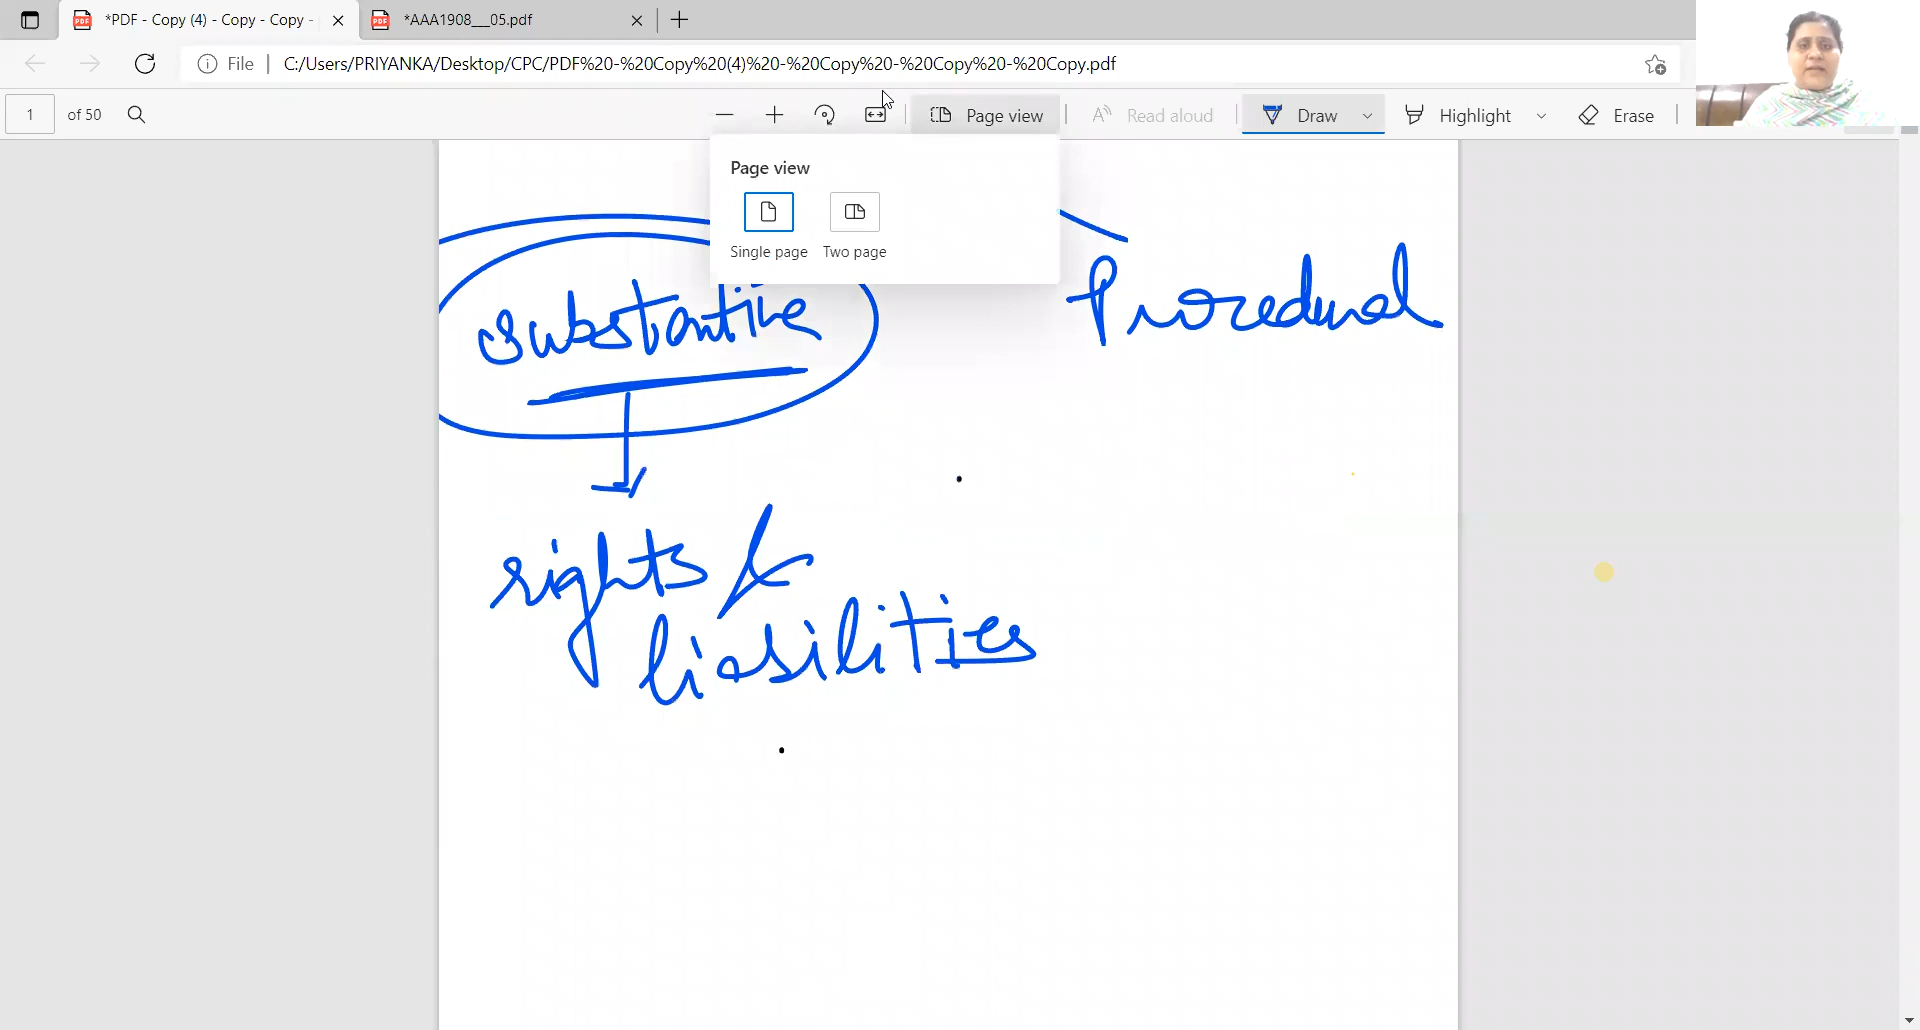 *PDF - Copy (4) - Copy - Copy -
*AAA1908___05.pdf
File
C:/Users/PRIYANKA/Desktop/CPC/PDF%20-%20Copy%20(4)%20-%20Copy%20-%20Copy%20-%20Copy.pdf
1 of 50
Page view
Read aloud
Draw
Highlight
Erase
Page view
Single page
Two page
Substantive
Procedural
rights &
liabilities